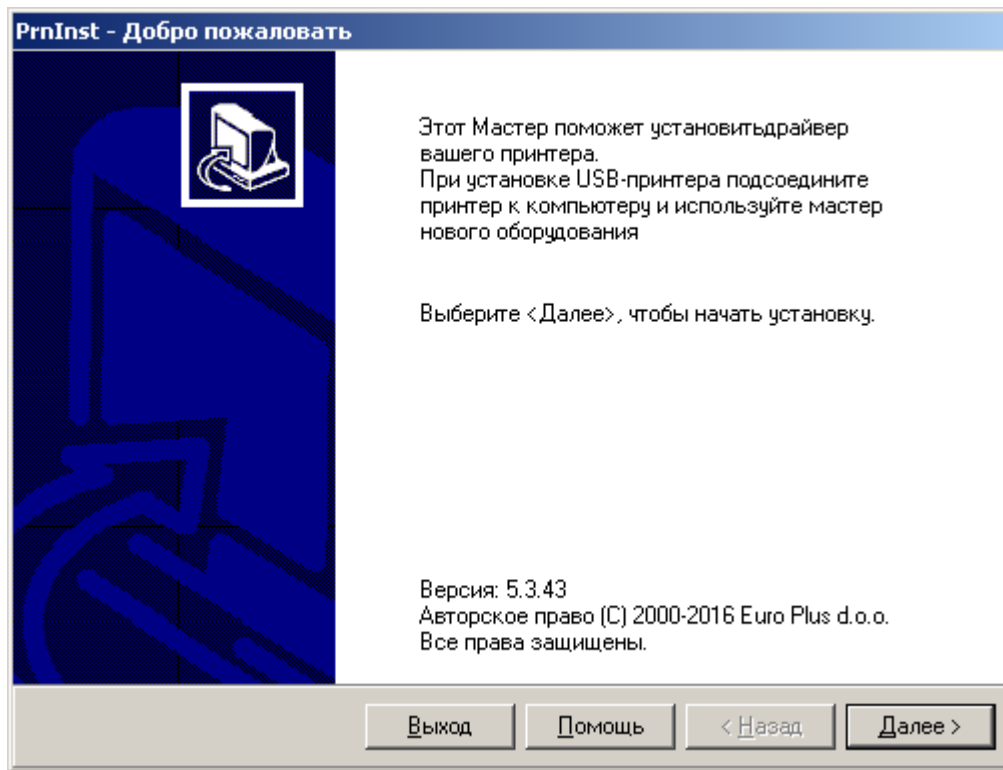 PrnInst - Добро пожаловать
Этот Мастер поможет установитьдрайвер
вашего принтера.
При установке USB-принтера подсоедините
принтер к компьютеру и используйте мастер
нового оборудования
Выберите <Далее>, чтобы начать установку.
Версия: 5.3.43
Авторское право (C) 2000-2016 Euro Plus d.o.o.
Все права защищены.
Выход Помощь < Назад Далее >